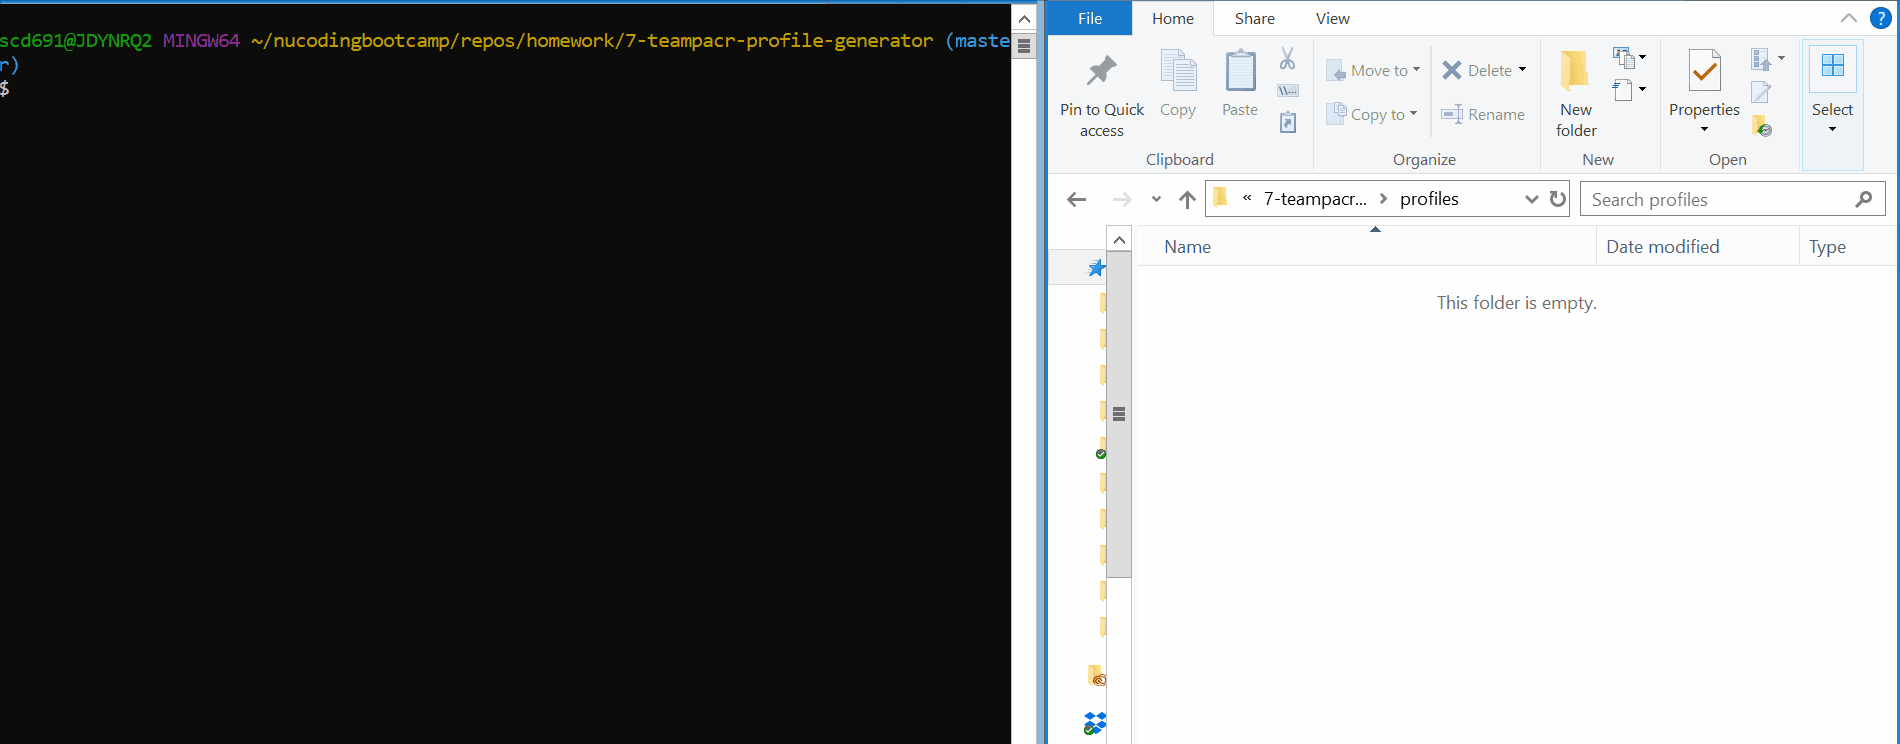 scd691@JDYNRQ2 MINGW64 ~/nucodingbootcamp/repos/homework/7-teampacr-profile-generator (maste
r)
$
File Home Share View
Pin to Quick access
Copy
Paste
Move to
Copy to
Delete
Rename
New folder
Properties
Select
Clipboard
Organize
New
Open
« 7-teampacr... > profiles
Search profiles
Name Date modified Type
This folder is empty.